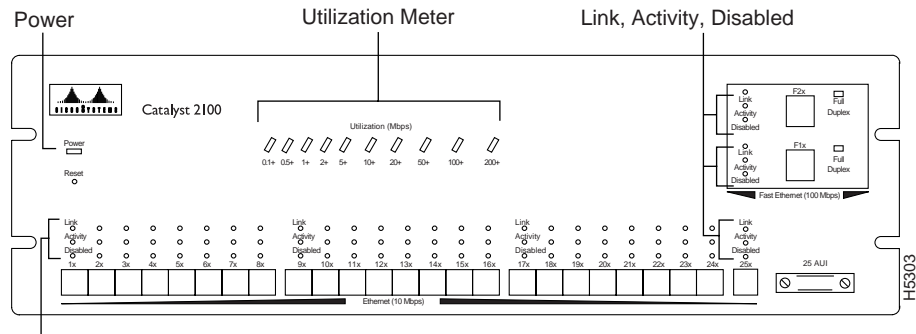 Power
Utilization Meter
Link, Activity, Disabled
CISCO SYSTEMS
Catalyst 2100
Utilization (Mbps)
0.1+ 0.5+ 1+ 2+ 5+ 10+ 20+ 50+ 100+ 200+
Power
Reset
Link
Activity
Disabled
F2x
Full
Duplex
Link
Activity
Disabled
F1x
Full
Duplex
Fast Ethernet (100 Mbps)
Link
Activity
Disabled
Link
Activity
Disabled
Link
Activity
Disabled
Link
Activity
Disabled
1x 2x 3x 4x 5x 6x 7x 8x 9x 10x 11x 12x 13x 14x 15x 16x 17x 18x 19x 20x 21x 22x 23x 24x 25x
25 AUI
Ethernet (10 Mbps)
H5303